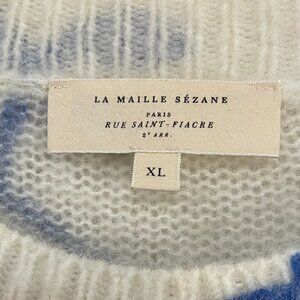 LA MAILLE SÉZANE
PARIS
RUE SAINT-FIACRE
2e ARR.
XL